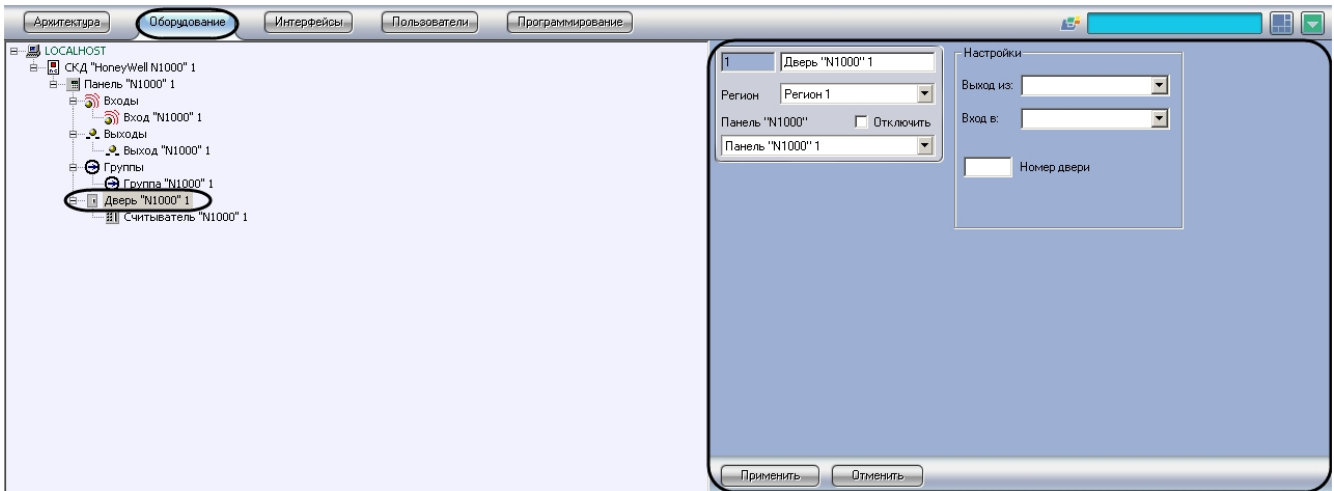 Архитектура Оборудование Интерфейсы Пользователи Программирование
LOCALHOST
СКД "HoneyWell N1000" 1
Панель "N1000" 1
Входы
Вход "N1000" 1
Выходы
Выход "N1000" 1
Группы
Группа "N1000" 1
Дверь "N1000" 1
Считыватель "N1000" 1
1 Дверь "N1000" 1
Регион Регион 1
Панель "N1000" Отключить
Панель "N1000" 1
Настройки
Выход из:
Вход в:
Номер двери
Применить Отменить